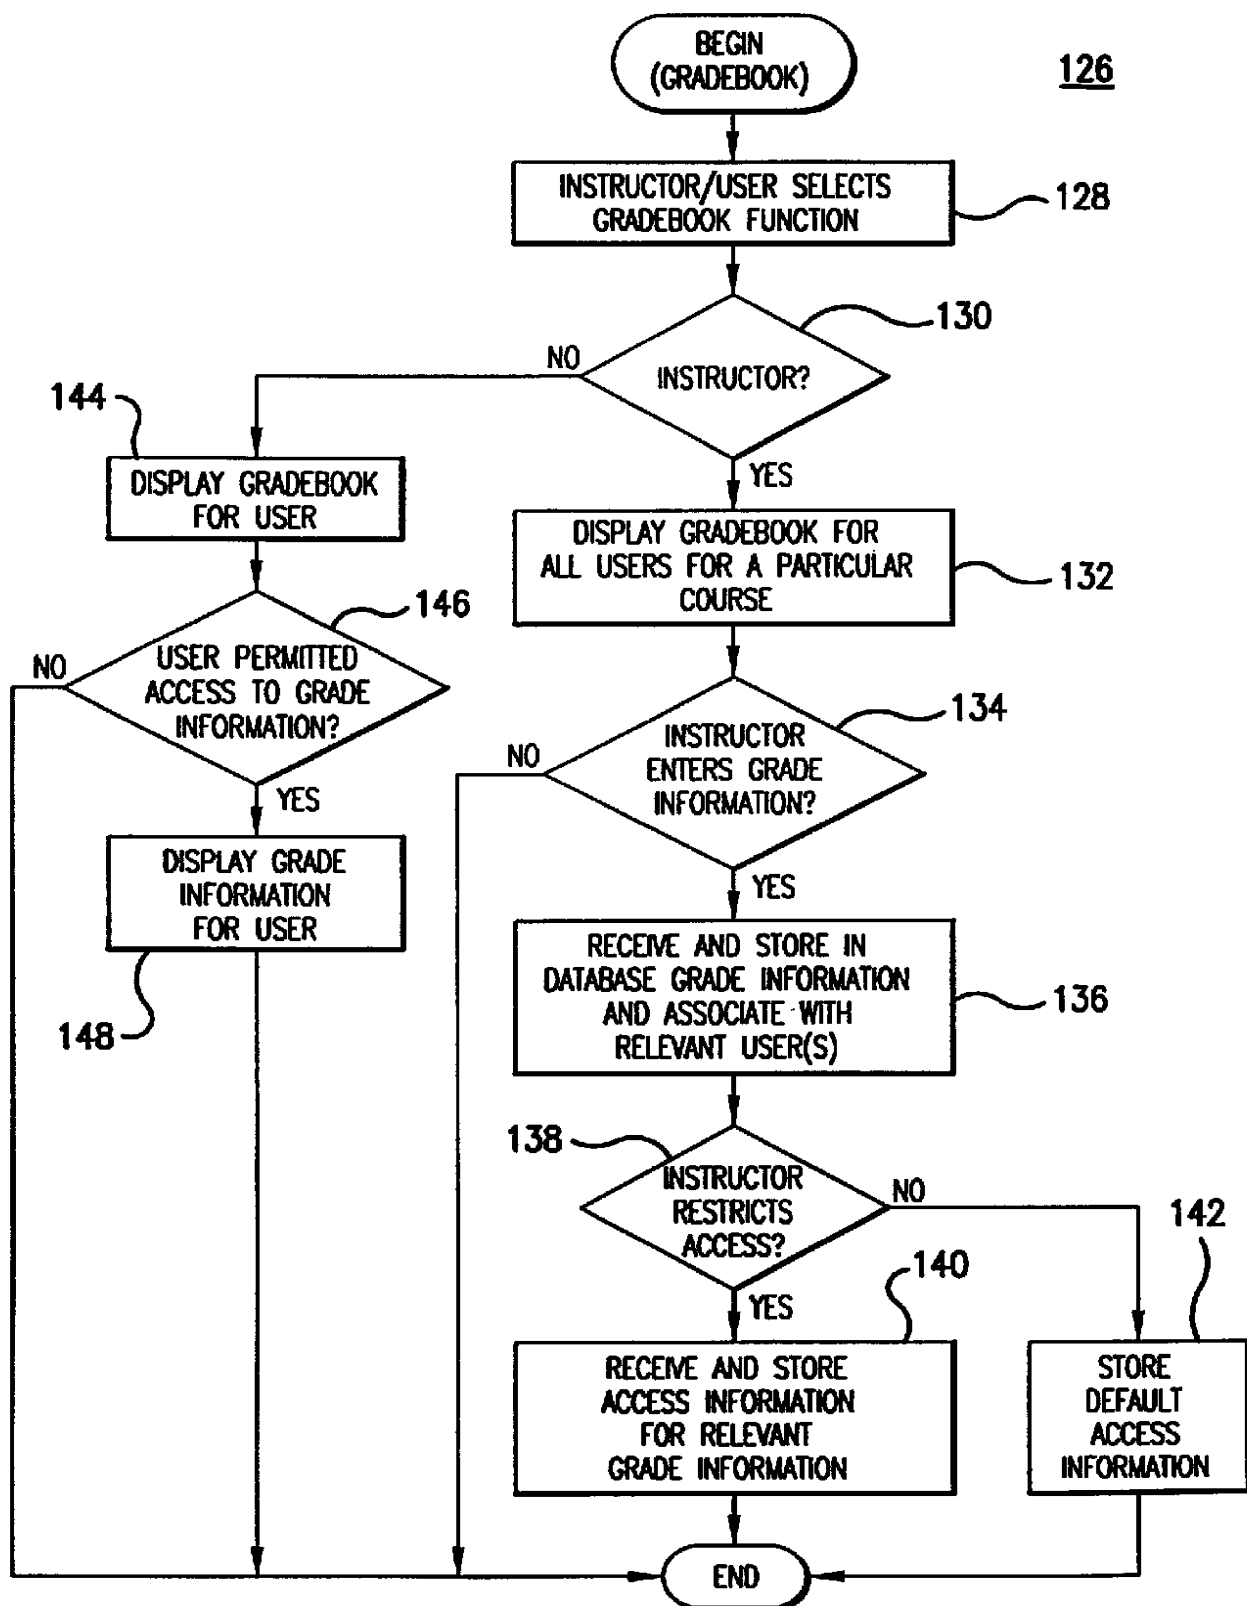 BEGIN
(GRADEBOOK)
126
INSTRUCTOR/USER SELECTS
GRADEBOOK FUNCTION
128
130
NO
INSTRUCTOR?
144
YES
DISPLAY GRADEBOOK
FOR USER
DISPLAY GRADEBOOK FOR
ALL USERS FOR A PARTICULAR
COURSE
132
146
NO
USER PERMITTED
ACCESS TO GRADE
INFORMATION?
134
NO
INSTRUCTOR
ENTERS GRADE
INFORMATION?
YES
DISPLAY GRADE
INFORMATION
FOR USER
148
YES
RECEIVE AND STORE IN
DATABASE GRADE INFORMATION
AND ASSOCIATE WITH
RELEVANT USER(S)
136
138
INSTRUCTOR
RESTRICTS
ACCESS?
NO
142
140
YES
RECEIVE AND STORE
ACCESS INFORMATION
FOR RELEVANT
GRADE INFORMATION
STORE
DEFAULT
ACCESS
INFORMATION
END